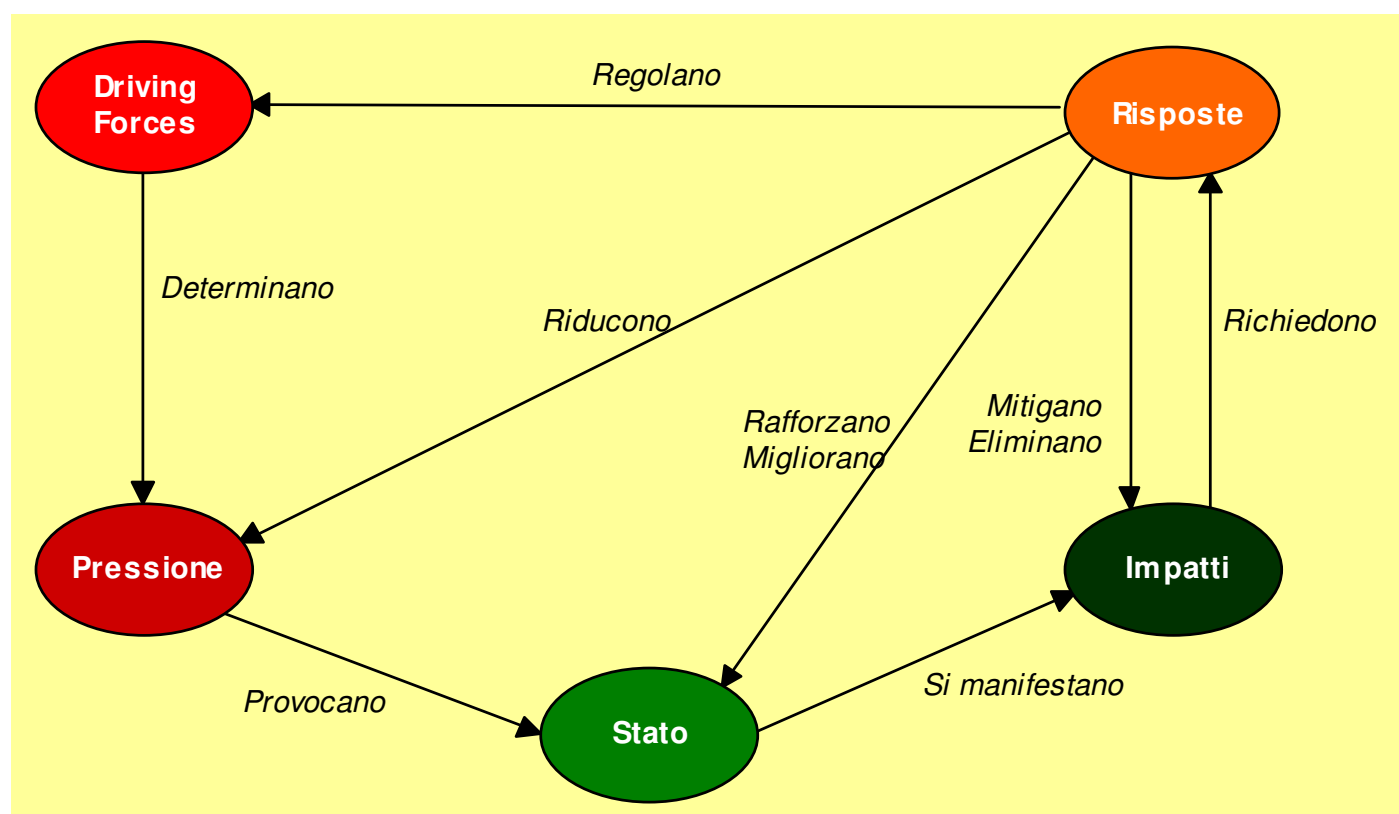 Driving
Forces
Regolano
Risposte
Determinano
Riducono
Richiedono
Rafforzano
Migliorano
Mitigano
Eliminano
Pressione
Impatti
Provocano
Stato
Si manifestano